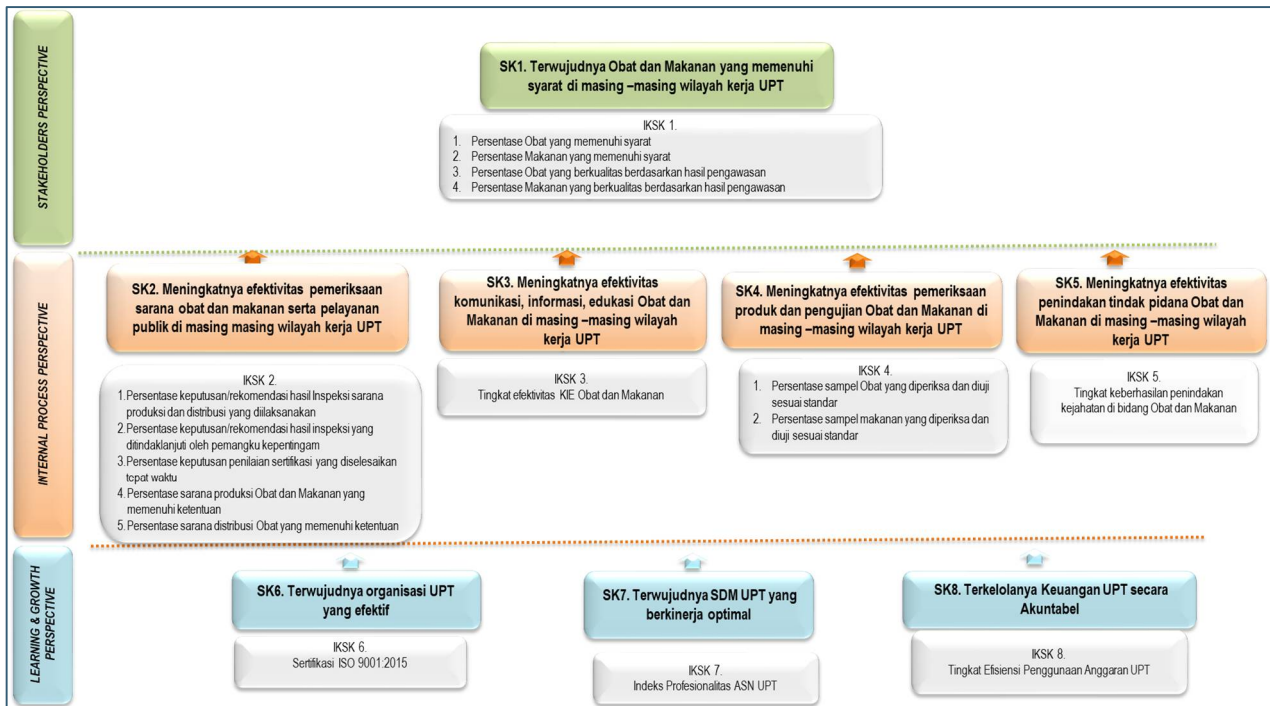 STAKEHOLDERS PERSPECTIVE
SK1. Terwujudnya Obat dan Makanan yang memenuhi
syarat di masing –masing wilayah kerja UPT
IKSK 1.
1. Persentase Obat yang memenuhi syarat
2. Persentase Makanan yang memenuhi syarat
3. Persentase Obat yang berkualitas berdasarkan hasil pengawasan
4. Persentase Makanan yang berkualitas berdasarkan hasil pengawasan
INTERNAL PROCESS PERSPECTIVE
SK2. Meningkatnya efektivitas pemeriksaan
sarana obat dan makanan serta pelayanan
publik di masing masing wilayah kerja UPT
IKSK 2.
1. Persentase keputusan/rekomendasi hasil Inspeksi sarana
produksi dan distribusi yang diilaksanakan
2. Persentase keputusan/rekomendasi hasil inspeksi yang
ditindaklanjuti oleh pemangku kepentingam
3. Persentase keputusan penilaian sertifikasi yang diselesaikan
tepat waktu
4. Persentase sarana produksi Obat dan Makanan yang
memenuhi ketentuan
5. Persentase sarana distribusi Obat yang memenuhi ketentuan
SK3. Meningkatnya efektivitas
komunikasi, informasi, edukasi Obat dan
Makanan di masing –masing wilayah
kerja UPT
IKSK 3.
Tingkat efektivitas KIE Obat dan Makanan
SK4. Meningkatnya efektivitas pemeriksaan
produk dan pengujian Obat dan Makanan di
masing –masing wilayah kerja UPT
IKSK 4.
1. Persentase sampel Obat yang diperiksa dan diuji
sesuai standar
2. Persentase sampel makanan yang diperiksa dan
diuji sesuai standar
SK5. Meningkatnya efektivitas
penindakan tindak pidana Obat dan
Makanan di masing –masing wilayah
kerja UPT
IKSK 5.
Tingkat keberhasilan penindakan
kejahatan di bidang Obat dan Makanan
LEARNING & GROWTH
PERSPECTIVE
SK6. Terwujudnya organisasi UPT
yang efektif
IKSK 6.
Sertifikasi ISO 9001:2015
SK7. Terwujudnya SDM UPT yang
berkinerja optimal
IKSK 7.
Indeks Profesionalitas ASN UPT
SK8. Terkelolanya Keuangan UPT secara
Akuntabel
IKSK 8.
Tingkat Efisiensi Penggunaan Anggaran UPT